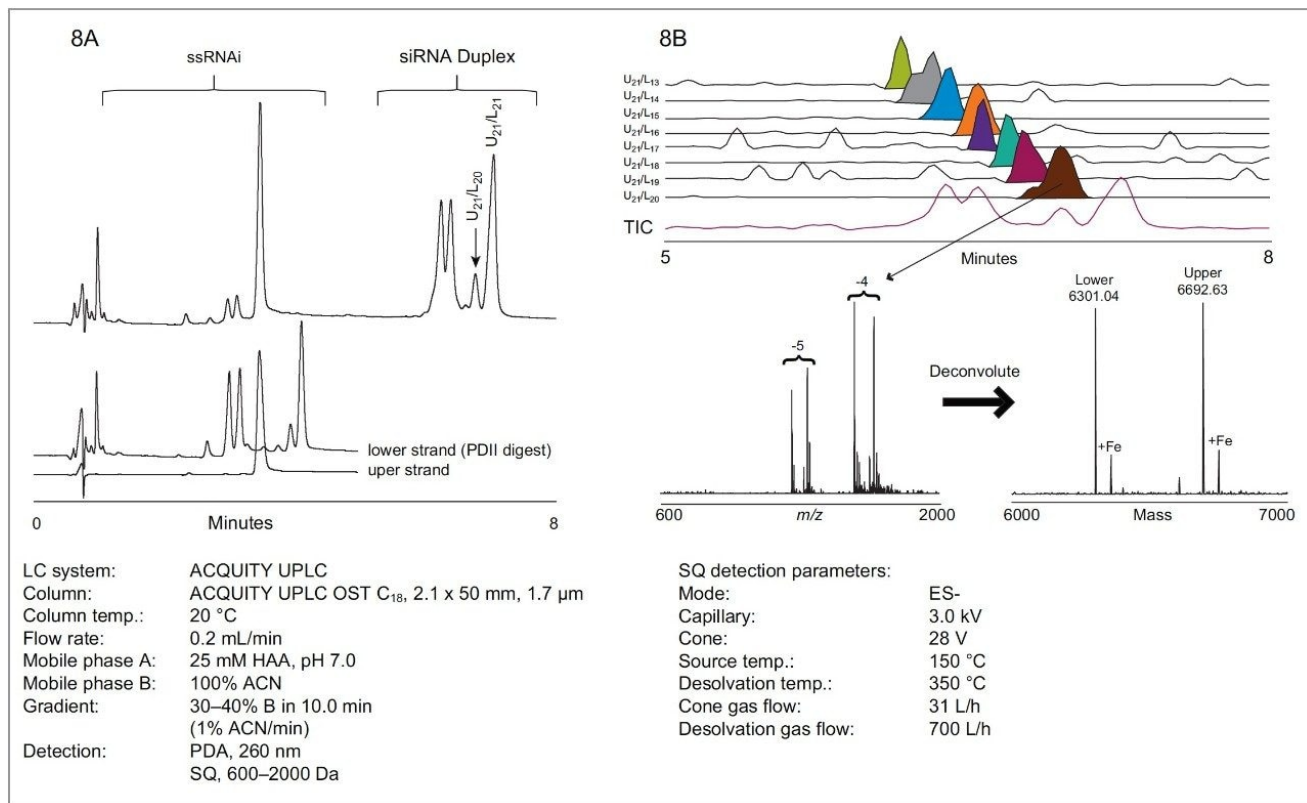 8A
ssRNAi
siRNA Duplex
U21/L20
U21/L21
lower strand (PDII digest)
uper strand
0
Minutes
8
8B
U21/L13
U21/L14
U21/L15
U21/L16
U21/L17
U21/L18
U21/L19
U21/L20
TIC
5
Minutes
8
-5
-4
600
m/z
2000
Deconvolute
Lower
6301.04
Upper
6692.63
+Fe
+Fe
6000
Mass
7000
LC system: ACQUITY UPLC
Column: ACQUITY UPLC OST C18, 2.1 x 50 mm, 1.7 µm
Column temp.: 20 °C
Flow rate: 0.2 mL/min
Mobile phase A: 25 mM HAA, pH 7.0
Mobile phase B: 100% ACN
Gradient: 30–40% B in 10.0 min
(1% ACN/min)
Detection: PDA, 260 nm
SQ, 600–2000 Da
SQ detection parameters:
Mode: ES-
Capillary: 3.0 kV
Cone: 28 V
Source temp.: 150 °C
Desolvation temp.: 350 °C
Cone gas flow: 31 L/h
Desolvation gas flow: 700 L/h